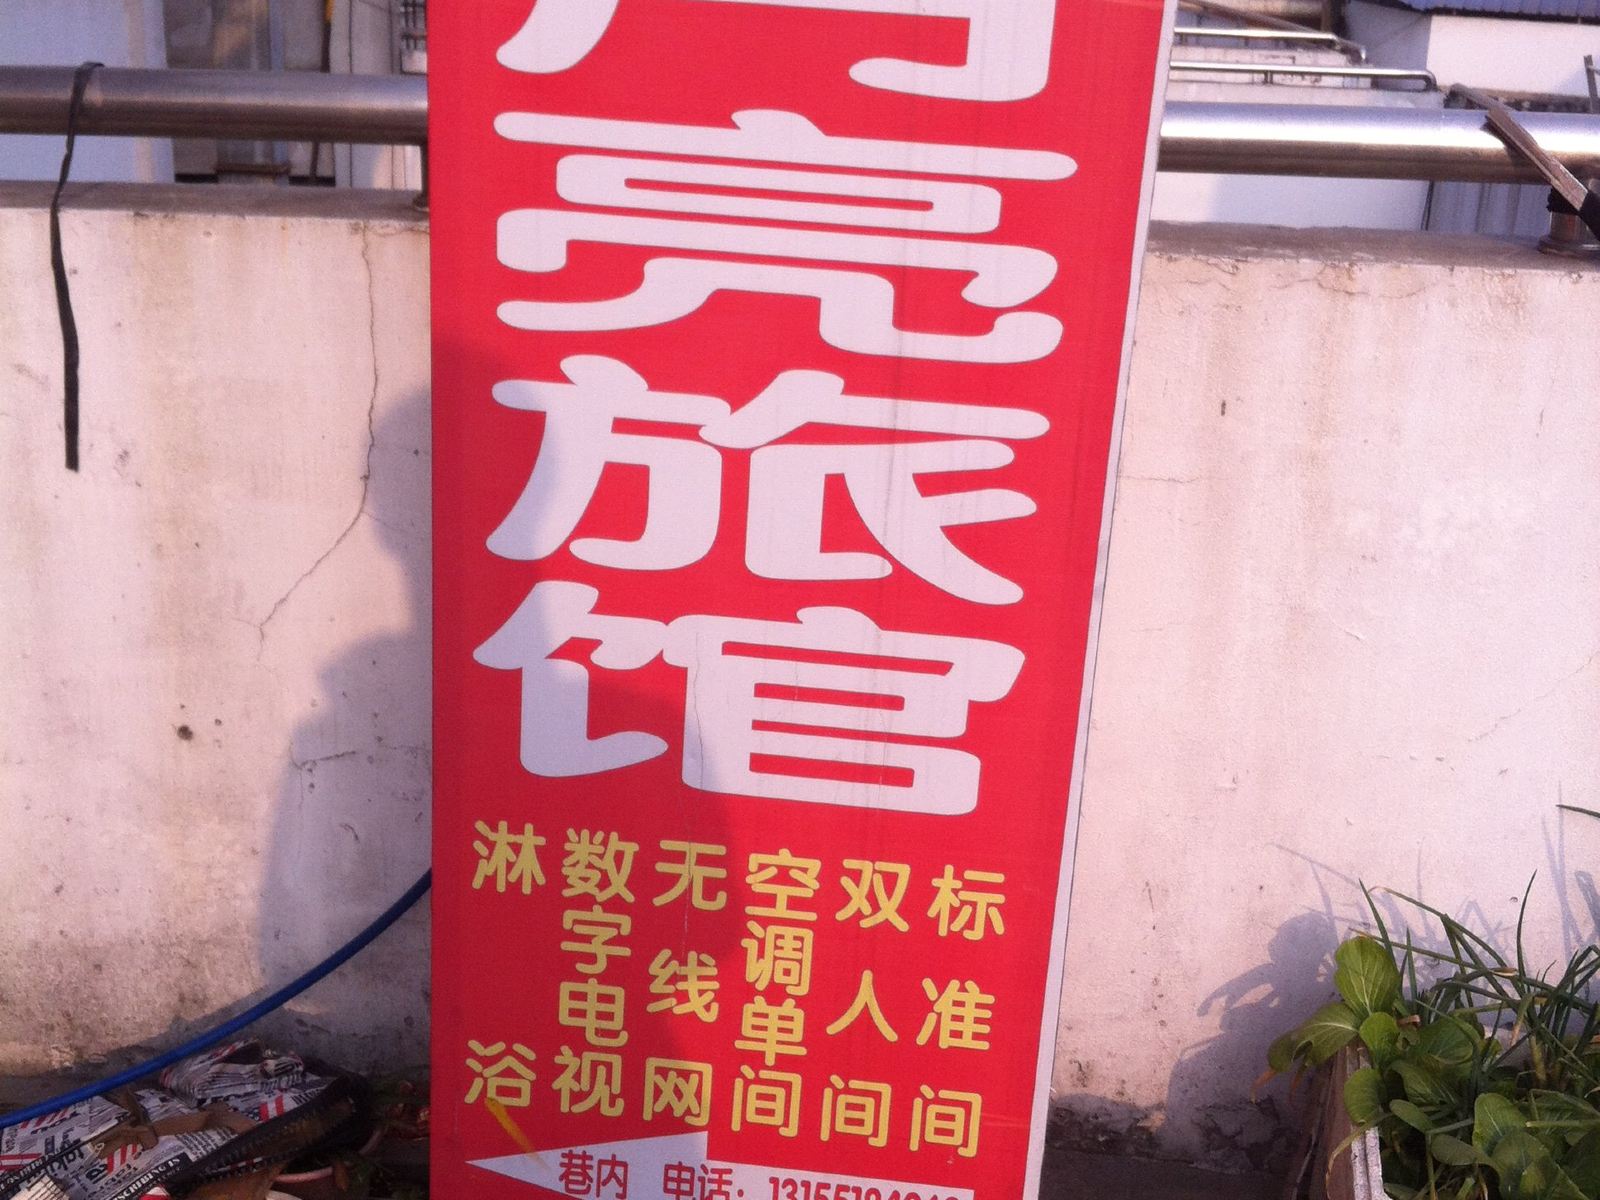 月亮旅馆
标准间
双人间
空调单间
无线网
数字电视
淋浴
巷内 电话: